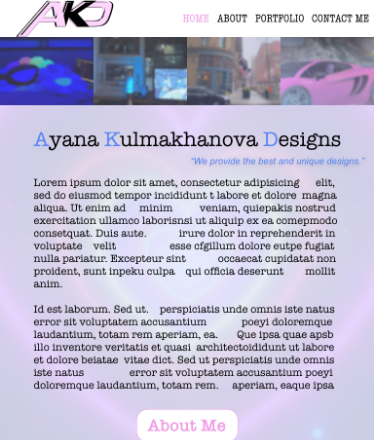 AKD
HOME ABOUT PORTFOLIO CONTACT ME
Ayana Kulmakhanova Designs
"We provide the best and unique designs."
Lorem ipsum dolor sit amet, consectetur adipisicing elit,
sed do eiusmod tempor incididunt t labore et dolore magna
aliqua. Ut enim ad minim veniam, quiepakis nostrud
exercitation ullamco laborisnsi ut aliquip ex ea comepmodo
consetquat. Duis aute. irure dolor in reprehenderit in
voluptate velit esse cfgillum dolore eutpe fugiat
nulla pariatur. Excepteur sint occaecat cupidatat non
proident, sunt inpeku culpa qui officia deserunt mollit
anim.
Id est laborum. Sed ut. perspiciatis unde omnis iste natus
error sit voluptatem accusantium poeyi doloremque
laudantium, totam rem aperiam, ea. Que ipsa quae apsb
illo inventore veritatis et quasi architectoididunt ut labore
et dolore beiatae vitae dict. Sed ut perspiciatis unde omnis
iste natus error sit voluptatem accusantium poeyi
doloremque laudantium, totam rem. aperiam, eaque ipsa
About Me